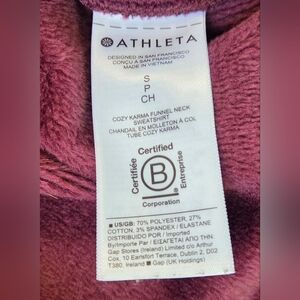 ATHLETA
DESIGNED IN SAN FRANCISCO
CONÇU À SAN FRANCISCO
MADE IN VIETNAM
S
P
CH
COZY KARMA FUNNEL NECK
SWEATSHIRT
CHANDAIL EN MOLLETON À COL
TUBE COZY KARMA
Certified
Certifiée
B
Entreprise
Corporation
US/GB: 70% POLYESTER, 27%
COTTON, 3% SPANDEX / ELASTANE
DISTRIBUIDO POR / Imported
By/Importe Par / ΕΙΣΑΓΕΤΑΙ ΑΠΟ ΤΗΝ:
Gap Stores (Ireland) Limited c/o Arthur
Cox, 10 Earlsfort Terrace, Dublin 2, D02
T380, Ireland ■ Gap (UK Holdings)